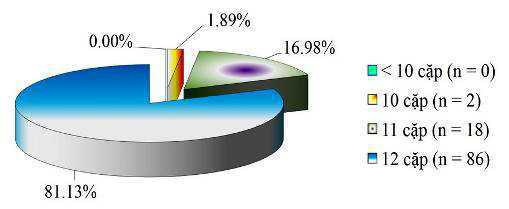 1.89%
0.00%
16.98%
81.13%
< 10 cặp (n = 0)
10 cặp (n = 2)
11 cặp (n = 18)
12 cặp (n = 86)